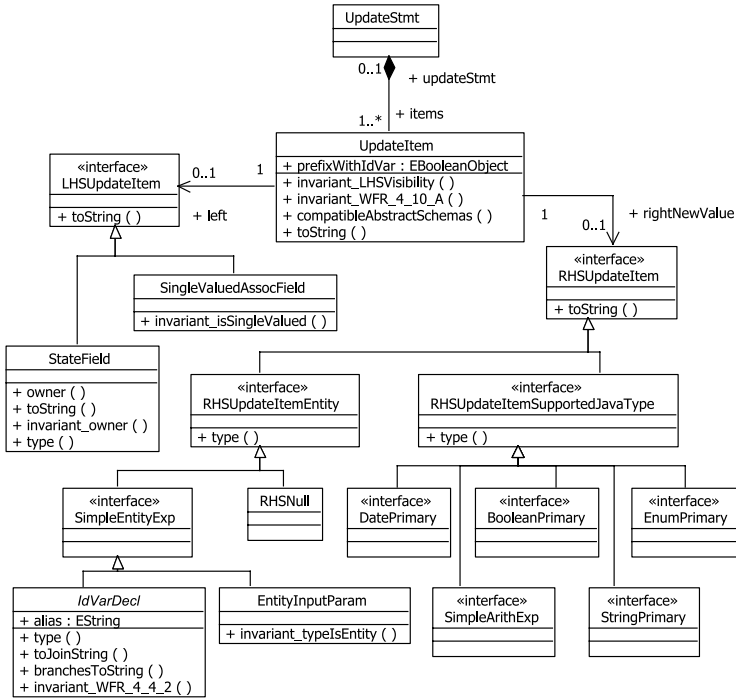 UpdateStmt
0..1
+ updateStmt
+ items
1..*
UpdateItem
+ prefixWithIdVar : EBooleanObject
+ invariant_LHSVisibility ( )
+ invariant_WFR_4_10_A ( )
+ compatibleAbstractSchemas ( )
+ toString ( )
«interface»
LHSUpdateItem
+ toString ( )
0..1
1
+ left
1
0..1
+ rightNewValue
«interface»
RHSUpdateItem
+ toString ( )
SingleValuedAssocField
+ invariant_isSingleValued ( )
StateField
+ owner ( )
+ toString ( )
+ invariant_owner ( )
+ type ( )
«interface»
RHSUpdateItemEntity
+ type ( )
«interface»
RHSUpdateItemSupportedJavaType
+ type ( )
«interface»
SimpleEntityExp
RHSNull
«interface»
DatePrimary
«interface»
BooleanPrimary
«interface»
EnumPrimary
IdVarDecl
+ alias : EString
+ type ( )
+ toJoinString ( )
+ branchesToString ( )
+ invariant_WFR_4_4_2 ( )
EntityInputParam
+ invariant_typeIsEntity ( )
«interface»
SimpleArithExp
«interface»
StringPrimary